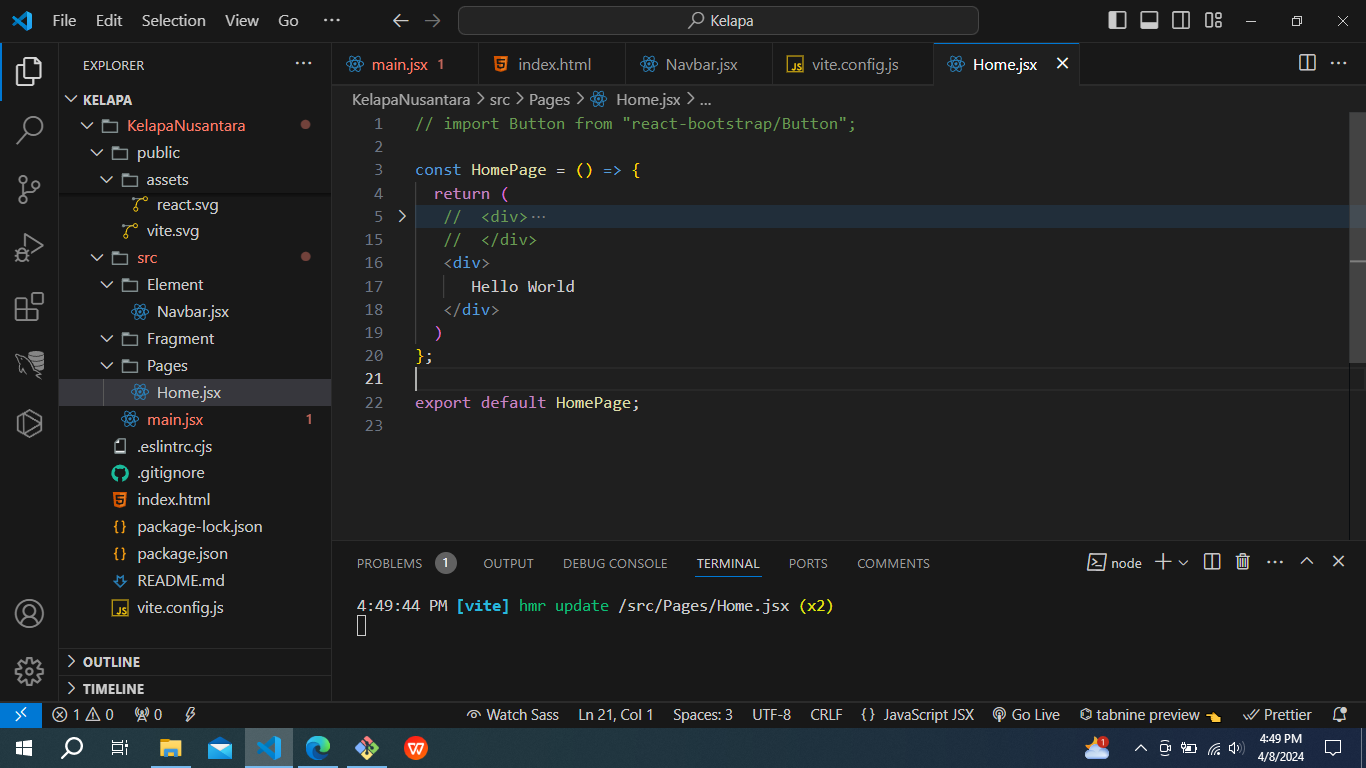 File Edit Selection View Go ··· Kelapa
EXPLORER ···
KELAPA
KelapaNusantara
public
assets
react.svg
vite.svg
src
Element
Navbar.jsx
Fragment
Pages
Home.jsx
main.jsx 1
.eslintrc.cjs
.gitignore
index.html
package-lock.json
package.json
README.md
vite.config.js
OUTLINE
TIMELINE
main.jsx 1 index.html Navbar.jsx vite.config.js Home.jsx
KelapaNusantara > src > Pages > Home.jsx > ...
1 // import Button from "react-bootstrap/Button";
2
3 const HomePage = () => {
4 return (
5 // <div>···
15 // </div>
16 <div>
17 Hello World
18 </div>
19 )
20 };
21
22 export default HomePage;
23
PROBLEMS 1 OUTPUT DEBUG CONSOLE TERMINAL PORTS COMMENTS node
4:49:44 PM [vite] hmr update /src/Pages/Home.jsx (x2)
1 0 0 Watch Sass Ln 21, Col 1 Spaces: 3 UTF-8 CRLF {} JavaScript JSX Go Live tabnine preview Prettier
1 4:49 PM
4/8/2024